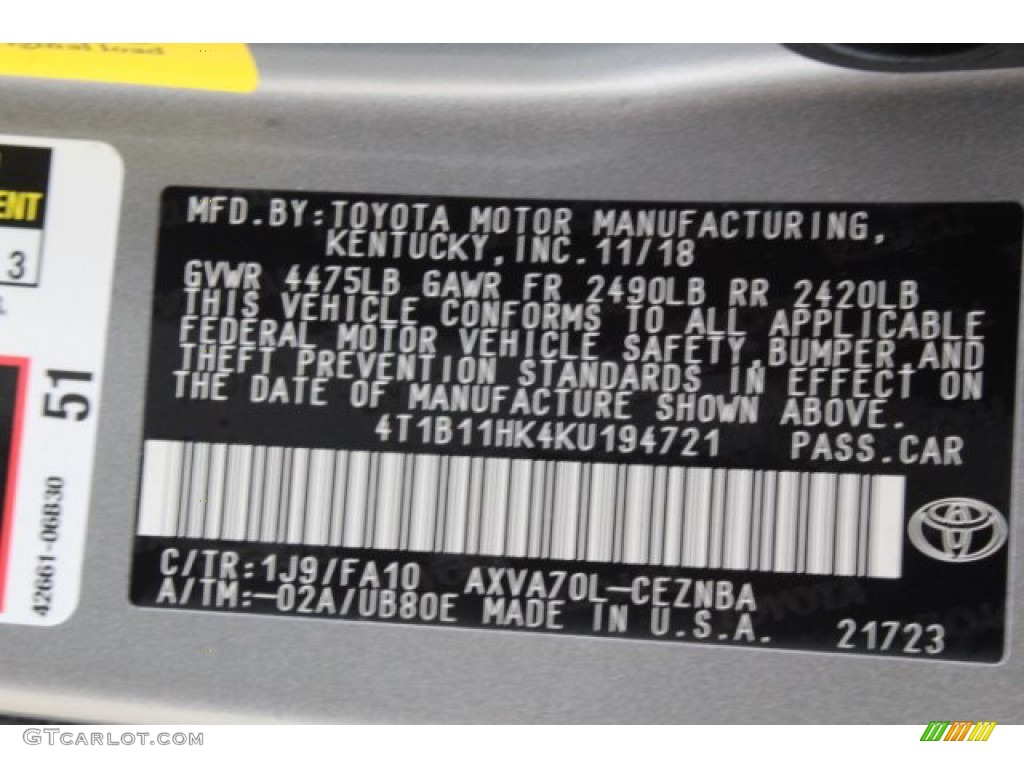 ENT
3
51
42661-06B30
MFD.BY:TOYOTA MOTOR MANUFACTURING,
KENTUCKY,INC.11/18
GVWR 4475LB GAWR FR 2490LB RR 2420LB
THIS VEHICLE CONFORMS TO ALL APPLICABLE
FEDERAL MOTOR VEHICLE SAFETY,BUMPER,AND
THEFT PREVENTION STANDARDS IN EFFECT ON
THE DATE OF MANUFACTURE SHOWN ABOVE.
4T1B11HK4KU194721 PASS.CAR
C/TR:1J9/FA10 AXVA70L-CEZNBA
A/TM:-02A/UB80E MADE IN U.S.A.
21723
GTCarLot.com